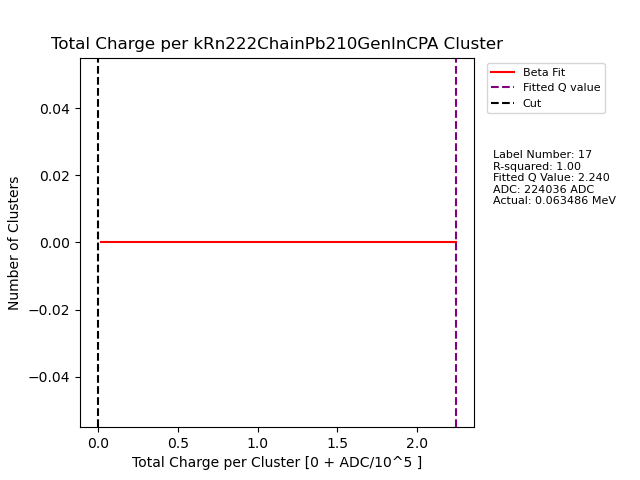 Total Charge per kRn222ChainPb210GenInCPA Cluster
Beta Fit
Fitted Q value
Cut
Label Number: 17
R-squared: 1.00
Fitted Q Value: 2.240
ADC: 224036 ADC
Actual: 0.063486 MeV
Number of Clusters
0.04
0.02
0.00
−0.02
−0.04
0.0 0.5 1.0 1.5 2.0
Total Charge per Cluster [0 + ADC/10^5 ]